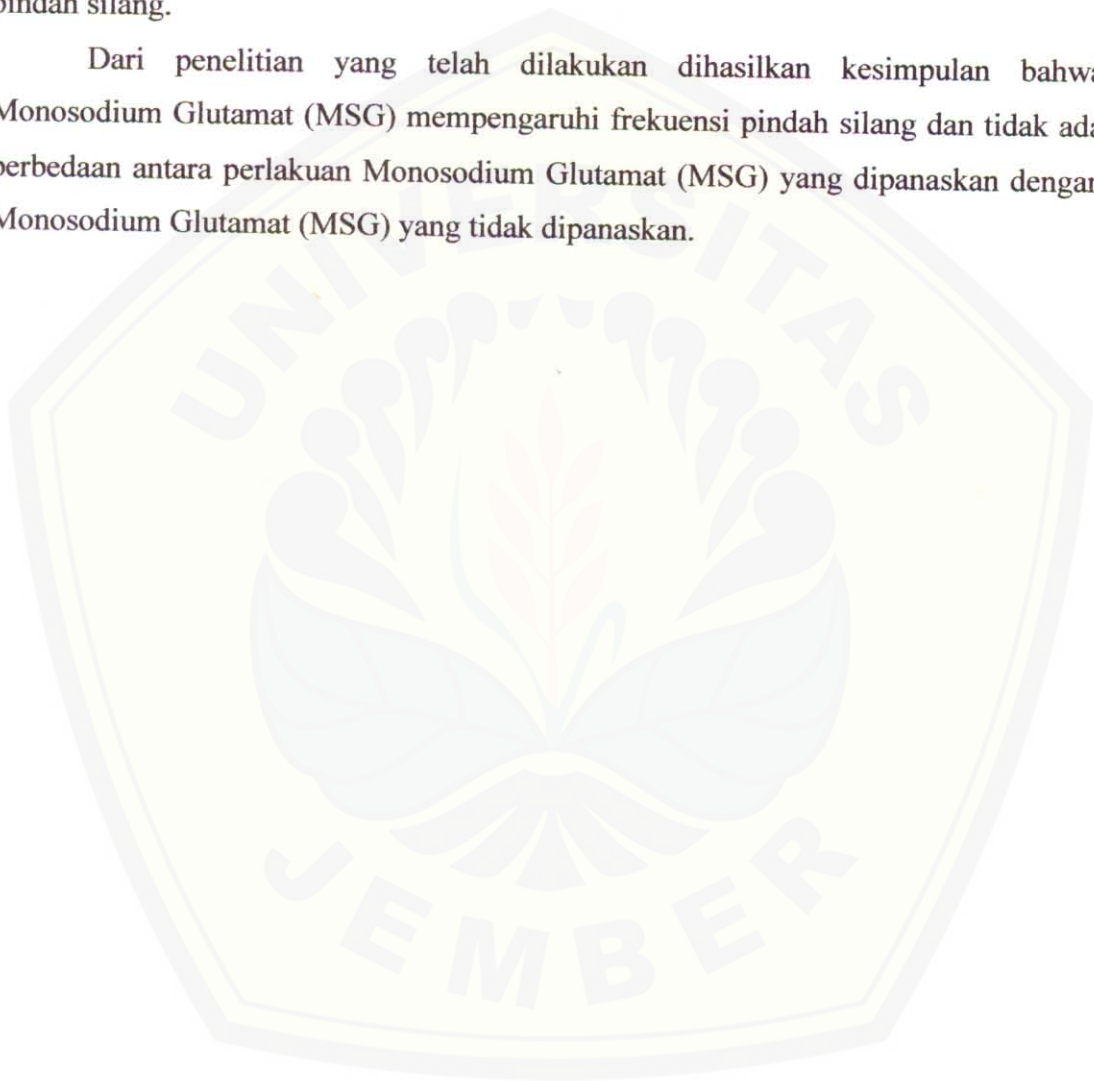 pindah silang.
Dari penelitian yang telah dilakukan dihasilkan kesimpulan bahwa
Monosodium Glutamat (MSG) mempengaruhi frekuensi pindah silang dan tidak ada
perbedaan antara perlakuan Monosodium Glutamat (MSG) yang dipanaskan dengan
Monosodium Glutamat (MSG) yang tidak dipanaskan.
UNIVERSITAS
JEMBER